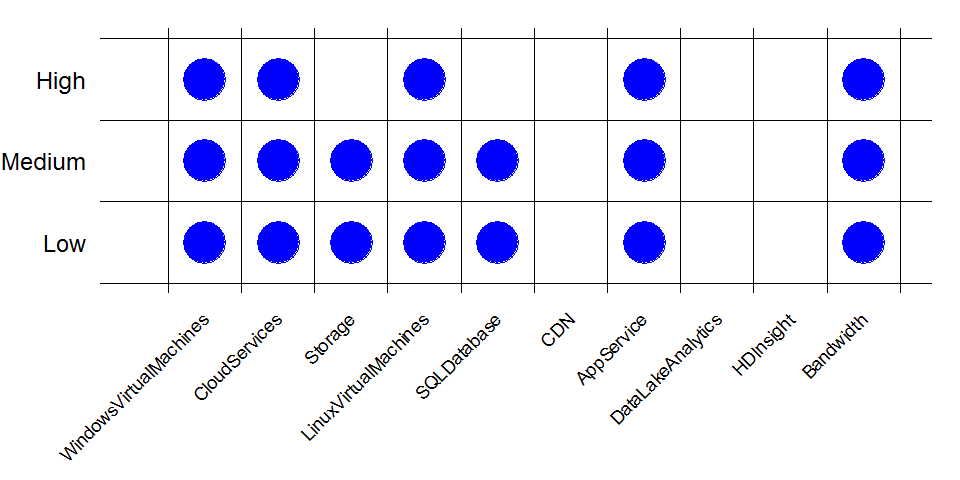 High
Medium
Low
WindowsVirtualMachines
CloudServices
Storage
LinuxVirtualMachines
SQLDatabase
CDN
AppService
DataLakeAnalytics
HDInsight
Bandwidth